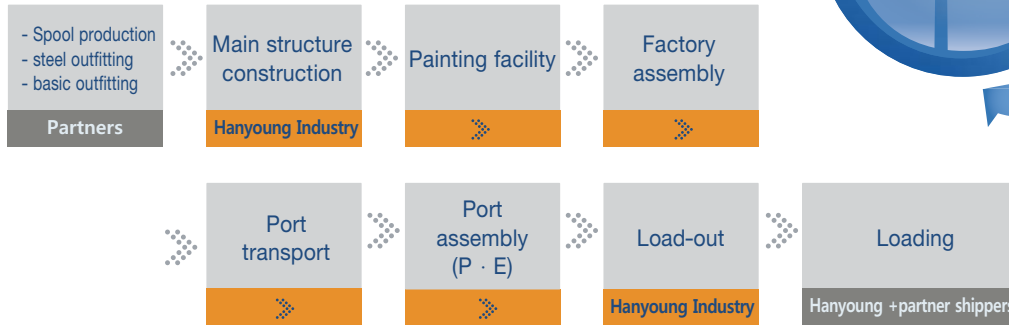 - Spool production
- steel outfitting
- basic outfitting
Partners
Main structure
construction
Hanyoung Industry
Painting facility
Factory
assembly
Port
transport
Port
assembly
(P · E)
Load-out
Hanyoung Industry
Loading
Hanyoung +partner shippers